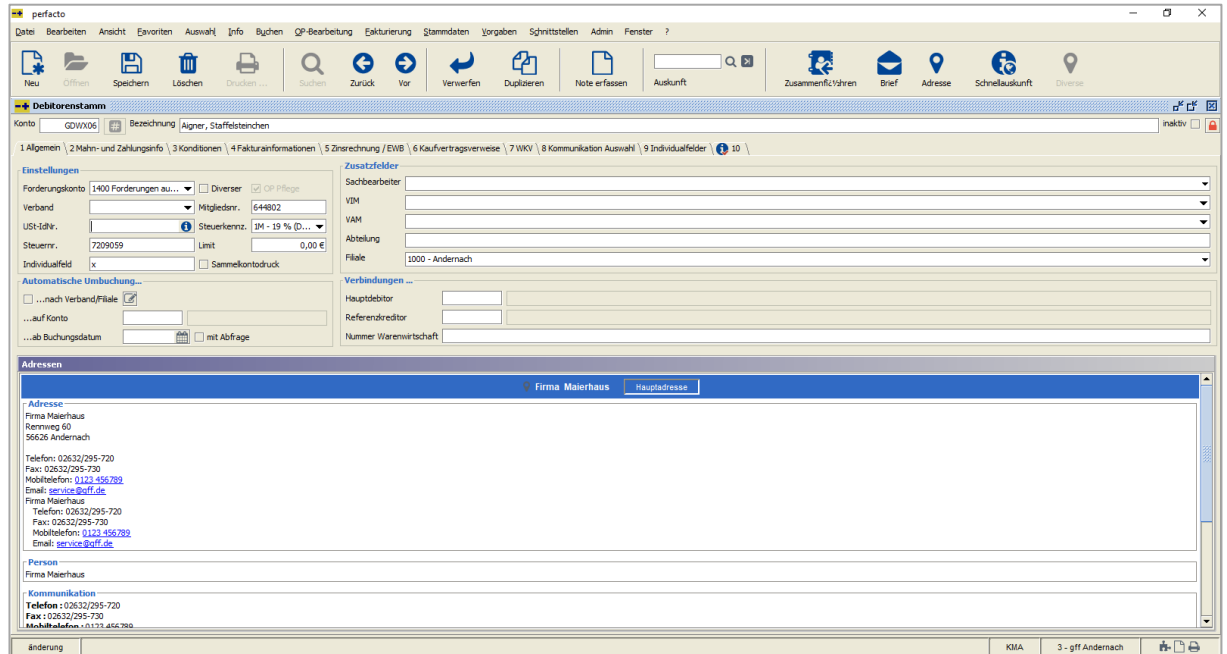 perfacto
Datei Bearbeiten Ansicht Favoriten Auswahl Info Buchen OP-Bearbeitung Fakturierung Stammdaten Vorgaben Schnittstellen Admin Fenster ?
Neu Öffnen Speichern Löschen Drucken ... Suchen Zurück Vor Verwerfen Duplizieren Note erfassen Auskunft Zusammenfï¿½hren Brief Adresse Schnellauskunft Diverse
Debitorenstamm
Konto GDWX06 # Bezeichnung Aigner, Staffelsteinchen inaktiv
1 Allgemein \ 2 Mahn- und Zahlungsinfo \ 3 Konditionen \ 4 Fakturainformationen \ 5 Zinsrechnung / EWB \ 6 Kaufvertragsverweise \ 7 WKV \ 8 Kommunikation Auswahl \ 9 Individualfelder \ 10 \
Einstellungen
Forderungskonto 1400 Forderungen au... Diverser OP Pflege
Verband Mitgliedsnr. 644802
USt-IdNr. Steuerkennz. 1M - 19 % (D...
Steuernr. 7209059 Limit 0,00 €
Individualfeld x Sammelkontodruck
Zusatzfelder
Sachbearbeiter
VIM
VAM
Abteilung
Filiale 1000 - Andernach
Automatische Umbuchung...
...nach Verband/Filiale
...auf Konto
...ab Buchungsdatum mit Abfrage
Verbindungen ...
Hauptdebitor
Referenzkreditor
Nummer Warenwirtschaft
Adressen
Firma Maierhaus Hauptadresse
Adresse
Firma Maierhaus
Rennweg 60
56626 Andernach
Telefon: 02632/295-720
Fax: 02632/295-730
Mobiltelefon: 0123 456789
Email: service@gff.de
Firma Maierhaus
Telefon: 02632/295-720
Fax: 02632/295-730
Mobiltelefon: 0123 456789
Email: service@gff.de
Person
Firma Maierhaus
Kommunikation
Telefon : 02632/295-720
Fax : 02632/295-730
Mobiltelefon : 0123 456789
änderung KMA 3 - gff Andernach